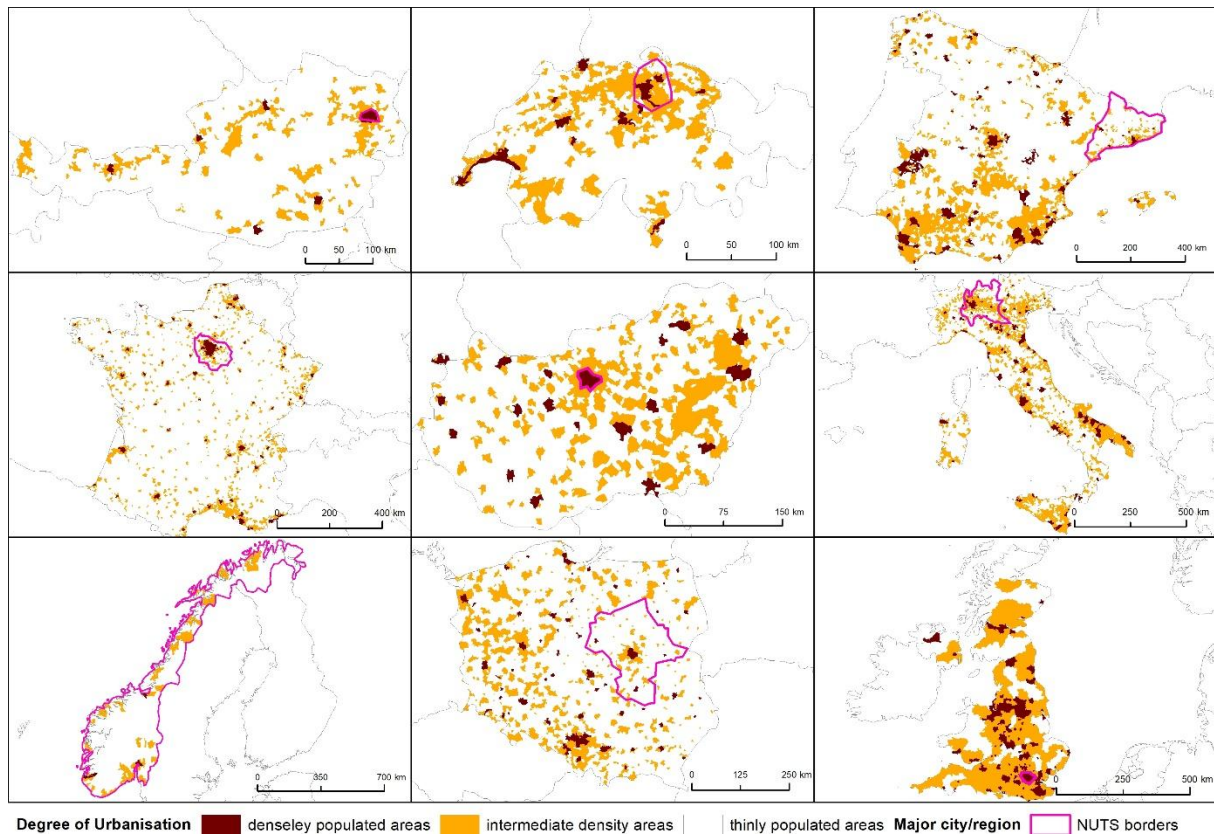 0 50 100 km
0 50 100 km
0 200 400 km
0 200 400 km
0 75 150 km
0 250 500 km
0 350 700 km
0 125 250 km
0 250 500 km
Degree of Urbanisation denseley populated areas intermediate density areas thinly populated areas Major city/region NUTS borders